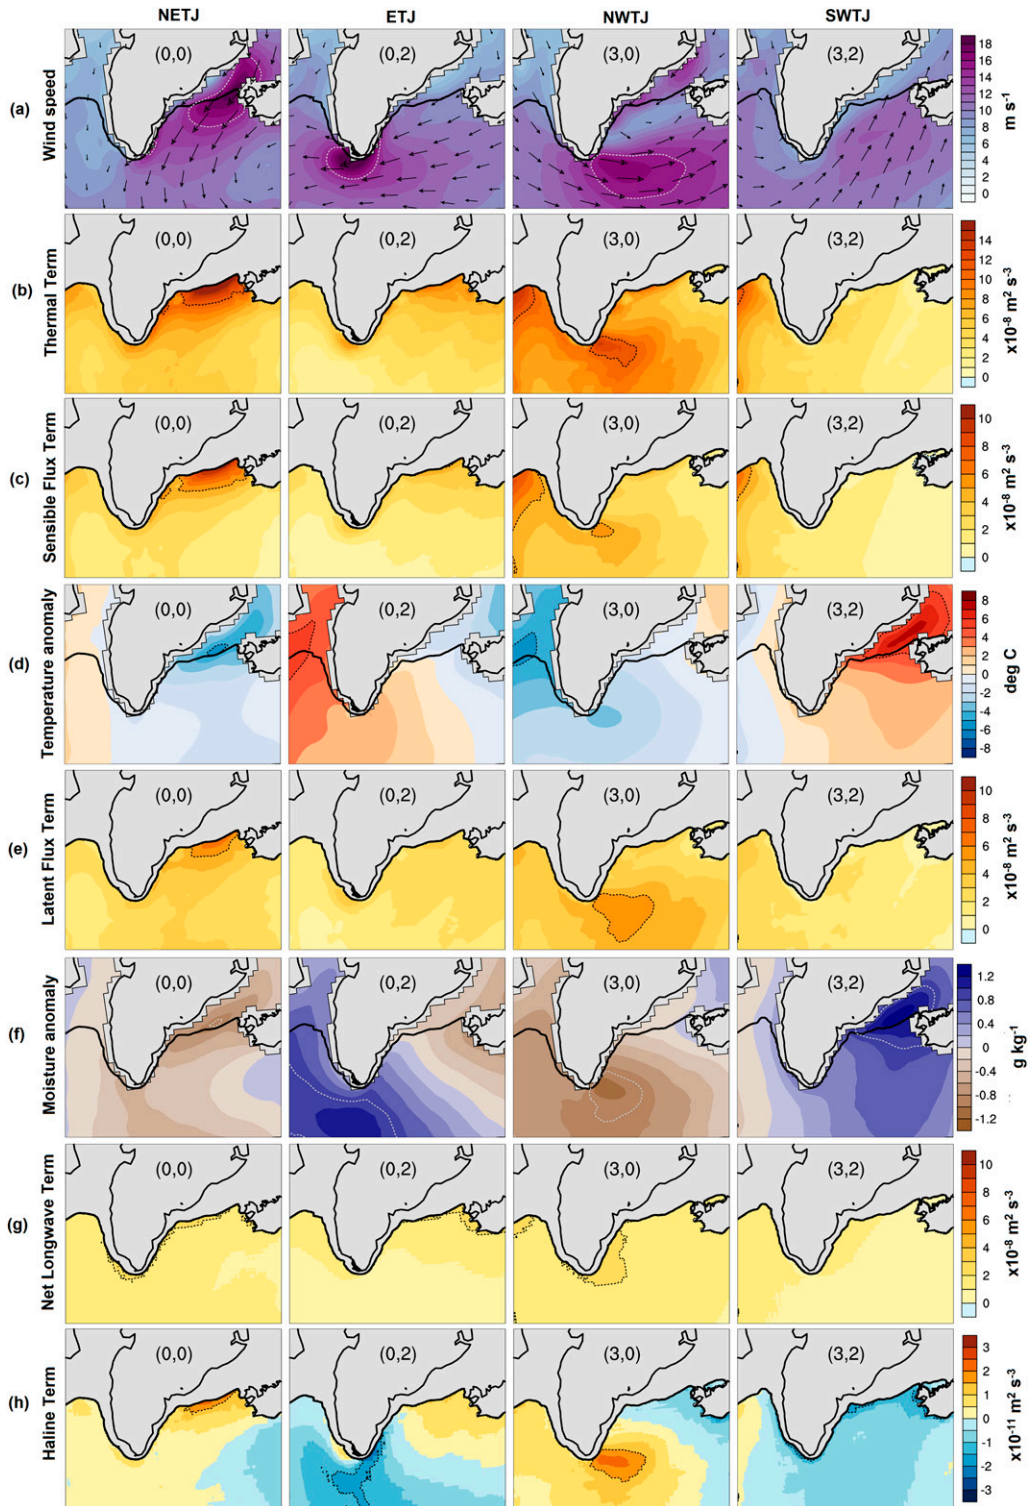 NETJ ETJ NWTJ SWTJ
(a) Wind speed (0,0) (0,2) (3,0) (3,2) 18 16 14 12 10 8 6 4 2 0 m s⁻¹
(b) Thermal Term (0,0) (0,2) (3,0) (3,2) 14 12 10 8 6 4 2 0 x10⁻⁸ m² s⁻³
(c) Sensible Flux Term (0,0) (0,2) (3,0) (3,2) 10 8 6 4 2 0 x10⁻⁸ m² s⁻³
(d) Temperature anomaly (0,0) (0,2) (3,0) (3,2) 8 6 4 2 0 -2 -4 -6 -8 deg C
(e) Latent Flux Term (0,0) (0,2) (3,0) (3,2) 10 8 6 4 2 0 x10⁻⁸ m² s⁻³
(f) Moisture anomaly (0,0) (0,2) (3,0) (3,2) 1.2 0.8 0.4 0 -0.4 -0.8 -1.2 g kg⁻¹
(g) Net Longwave Term (0,0) (0,2) (3,0) (3,2) 10 8 6 4 2 0 x10⁻⁸ m² s⁻³
(h) Haline Term (0,0) (0,2) (3,0) (3,2) 3 2 1 0 -1 -2 -3 x10⁻¹¹ m² s⁻³